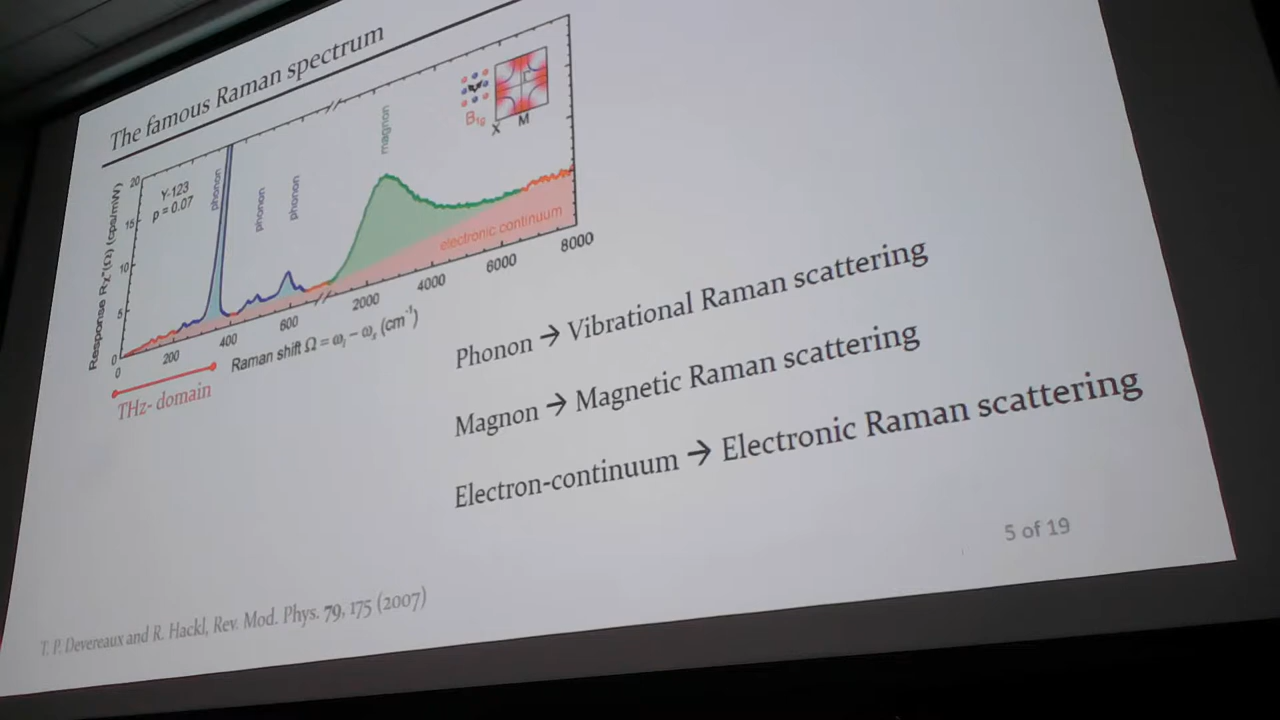 The famous Raman spectrum
Response Rχ''(Ω) (cps/mW)
20
15
10
5
0
Y-123
p = 0.07
phonon
phonon
phonon
magnon
B1g
Γ
X
M
electronic continuum
0
200
400
600
2000
4000
6000
8000
Raman shift Ω = ωi – ωs (cm-1)
THz- domain
Phonon → Vibrational Raman scattering
Magnon → Magnetic Raman scattering
Electron-continuum → Electronic Raman scattering
5 of 19
T. P. Devereaux and R. Hackl, Rev. Mod. Phys. 79, 175 (2007)